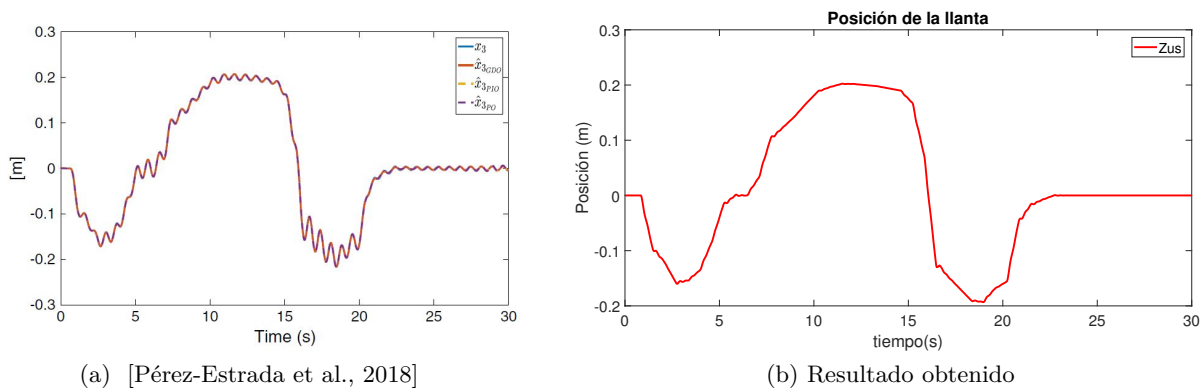 0.3
0.2
0.1
0
-0.1
-0.2
-0.3
[m]
0 5 10 15 20 25 30
Time (s)
x₃
x̂₃GDO
x̂₃PIO
x̂₃PO
(a) [Pérez-Estrada et al., 2018]
Posición de la llanta
0.3
0.2
0.1
0
-0.1
-0.2
Posición (m)
0 5 10 15 20 25 30
tiempo(s)
Zus
(b) Resultado obtenido